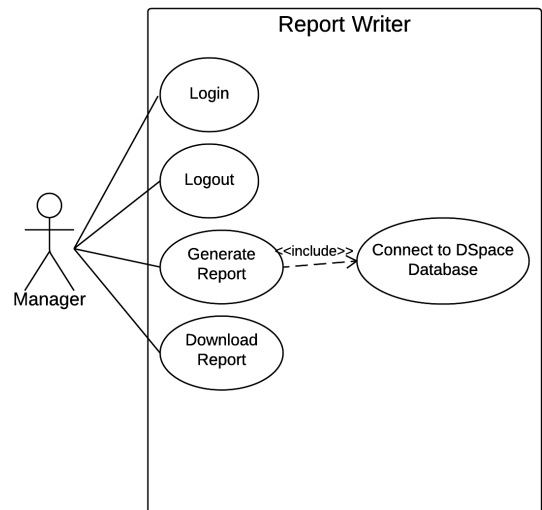 Report Writer
Login
Logout
Generate
Report
<<include>>
Connect to DSpace
Database
Manager
Download
Report